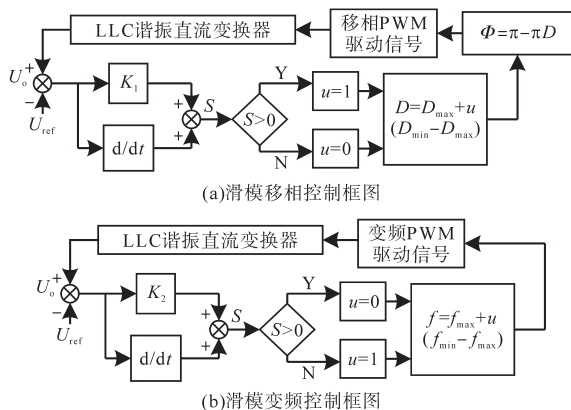 LLC谐振直流变换器
移相PWM
驱动信号
Φ=π−πD
U_o
+
−
U_ref
K₁
d/dt
+
+
S
S>0
Y
N
u=1
u=0
D=D_max+u
(D_min−D_max)
(a)滑模移相控制框图
LLC谐振直流变换器
变频PWM
驱动信号
U_o
+
−
U_ref
K₂
d/dt
+
+
S
S>0
Y
N
u=0
u=1
f=f_max+u
(f_min−f_max)
(b)滑模变频控制框图